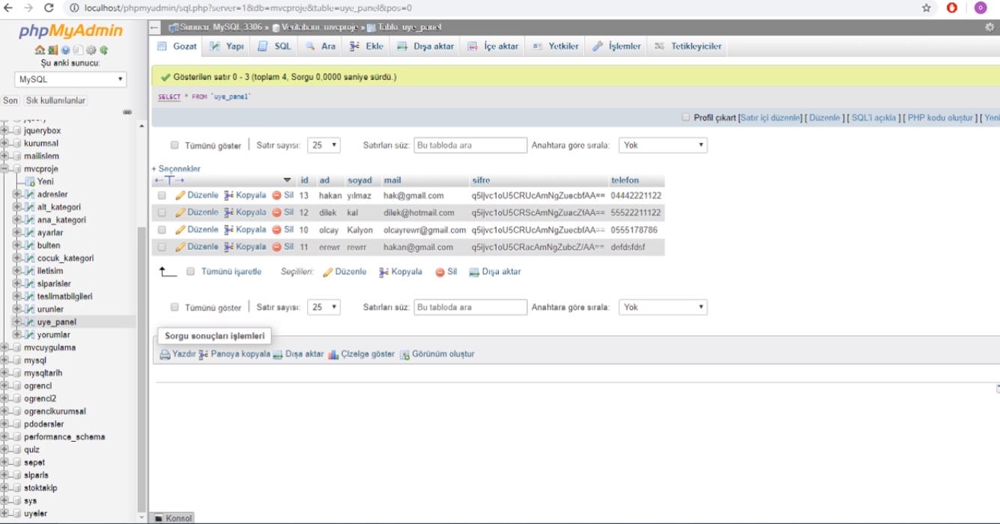 localhost/phpmyadmin/sql.php?server=1&db=mvcproje&table=uye_panel&pos=0
phpMyAdmin
Şu anki sunucu:
MySQL
Son Sık kullanılanlar
jquery
jquerybox
kurumsal
mailislem
mvcproje
Yeni
adresler
alt_kategori
ana_kategori
ayarlar
bulten
cocuk_kategori
iletisim
siparisler
teslimatbilgileri
urunler
uye_panel
yorumlar
mvcuygulama
mysql
mysqltarih
ogrenci
ogrenci2
ogrencikurumsal
pdodersler
performance_schema
quiz
sepet
siparis
stoktakip
sys
uyeler
Sunucu: MySQL:3306 » Veritabanı: mvcproje » Tablo: uye_panel
Gozat Yapı SQL Ara Ekle Dışa aktar İçe aktar Yetkiler İşlemler Tetikleyiciler
Gösterilen satır 0 - 3 (toplam 4, Sorgu 0,0000 saniye sürdü.)
SELECT * FROM `uye_panel`
Profil çıkart [Satır içi düzenle] [ Düzenle ] [ SQL'i açıkla ] [ PHP kodu oluştur ] [ Yeni
Tümünü göster Satır sayısı: 25 Satırları süz: Bu tabloda ara Anahtara göre sırala: Yok
+ Seçenekler
←T→ id ad soyad mail sifre telefon
Düzenle Kopyala Sil 13 hakan yılmaz hak@gmail.com 04442221122
Düzenle Kopyala Sil 12 dilek kal dilek@hotmail.com 55522211122
Düzenle Kopyala Sil 10 olcay Kalyon olcayrewr@gmail.com 0555178786
Düzenle Kopyala Sil 11 erewr rewrr hakan@gmail.com defdsfdsf
Tümünü işaretle Seçilileri: Düzenle Kopyala Sil Dışa aktar
Tümünü göster Satır sayısı: 25 Satırları süz: Bu tabloda ara Anahtara göre sırala: Yok
Sorgu sonuçları işlemleri
Yazdır Panoya kopyala Dışa aktar Çizelge göster Görünüm oluştur
Konsol